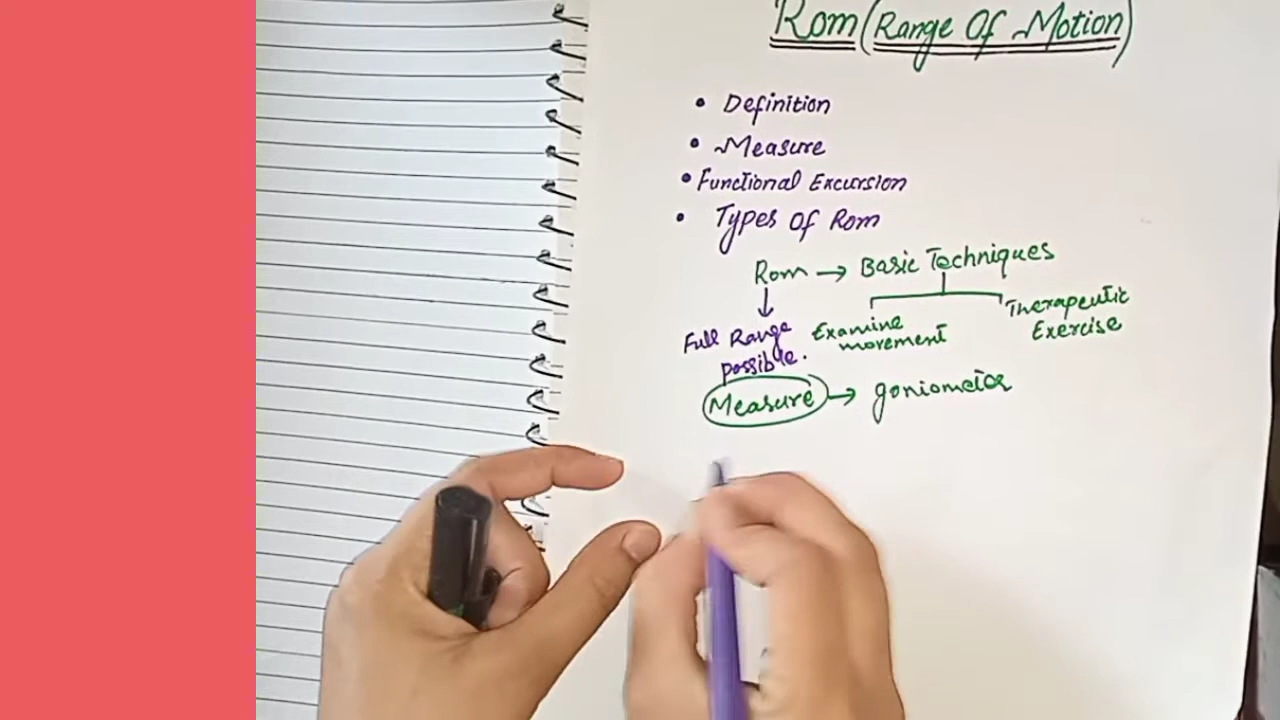 Rom (Range Of Motion)
• Definition
• Measure
• Functional Excursion
• Types Of Rom
Rom → Basic Techniques
Full Range possible.
Examine movement
Therapeutic Exercise
Measure → goniometor